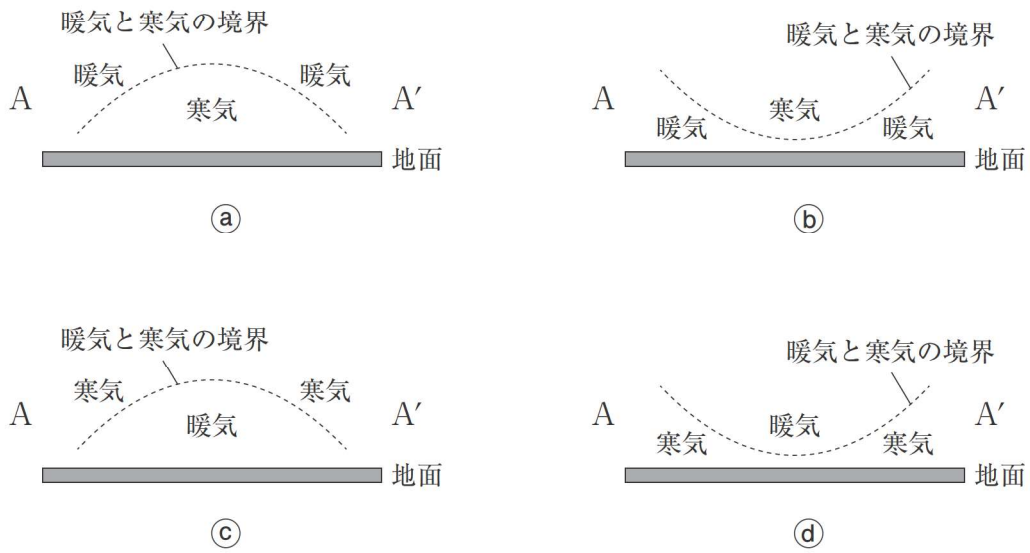 暖気と寒気の境界
暖気 暖気
A 寒気 A′
地面
ⓐ
暖気と寒気の境界
A 寒気 A′
暖気 暖気
地面
ⓑ
暖気と寒気の境界
寒気 寒気
A 暖気 A′
地面
ⓒ
暖気と寒気の境界
A 暖気 A′
寒気 寒気
地面
ⓓ